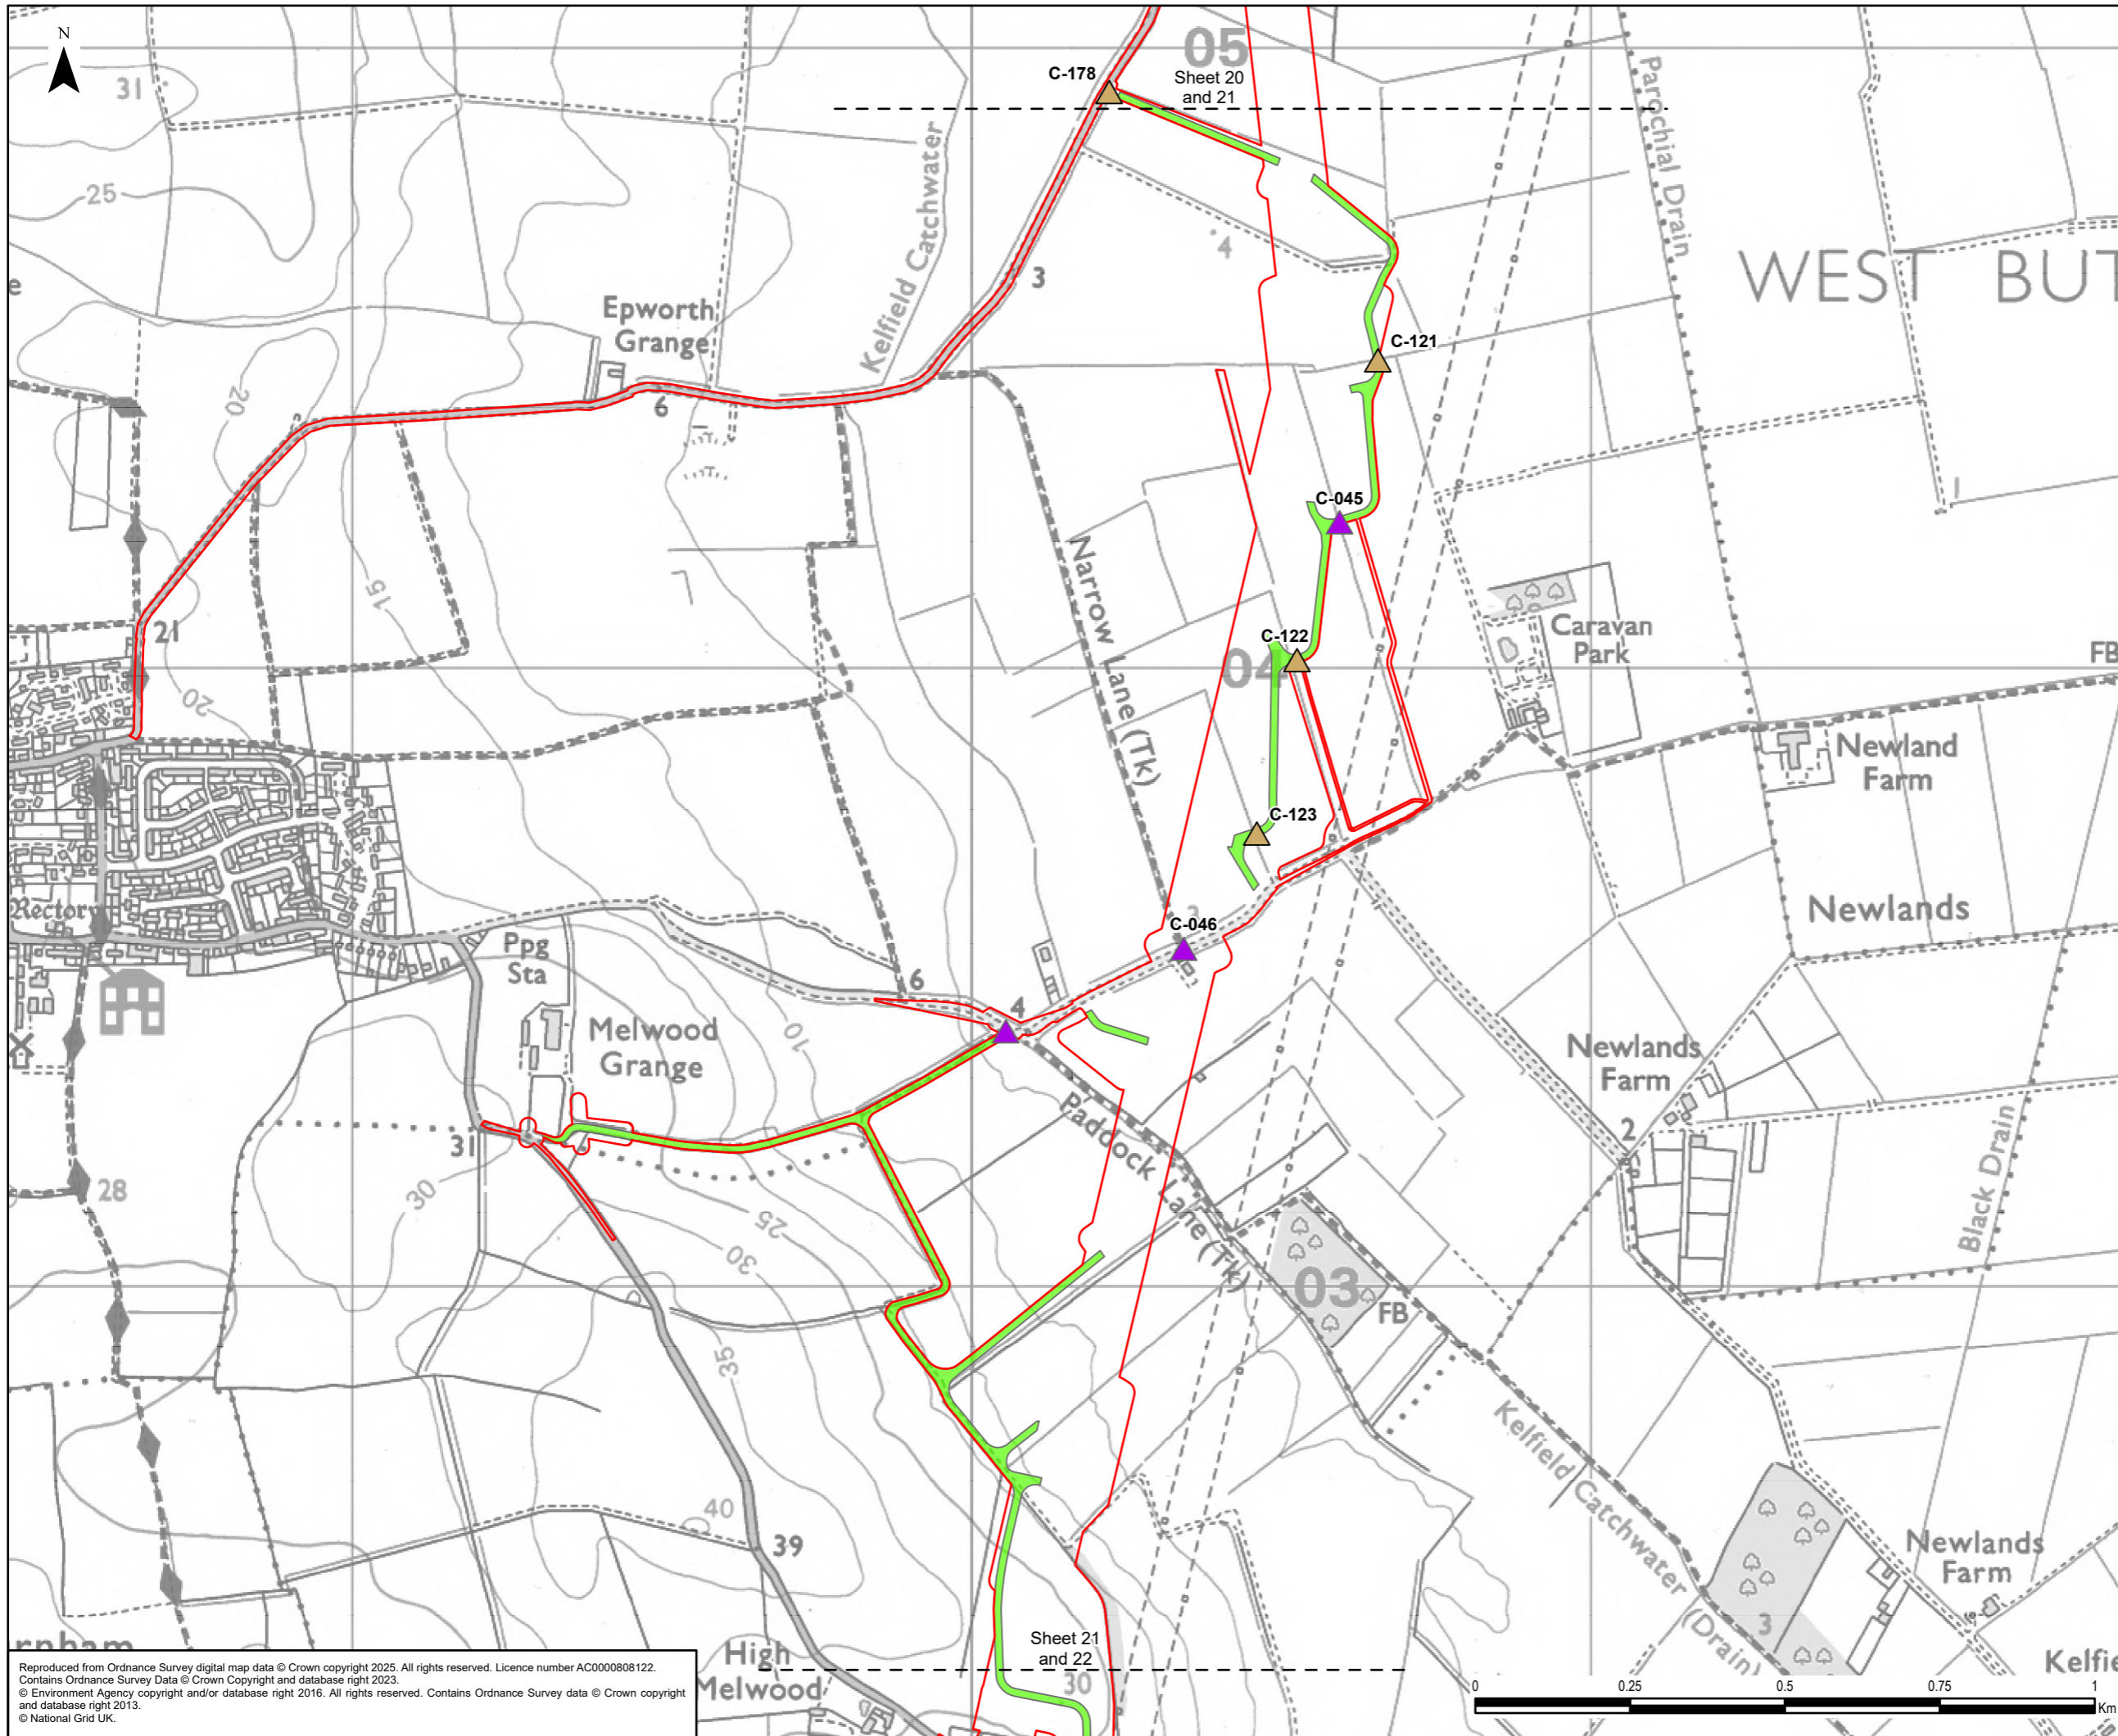 N
05
C-178
Sheet 20
and 21
31
Parochial Drain
25
Kelfield Catchwater
4
WEST BUT
3
e
Epworth
Grange
C-121
20
6
C-045
1
15
Narrow Lane (Tk)
21
C-122
Caravan
Park
04
FB
20
Newland
Farm
C-123
Rectory
Newlands
C-046
Ppg
Sta
6
4
10
Melwood
Grange
Newlands
Farm
Paddock Lane (Tk)
31
2
28
30
25
Black Drain
30
03
FB
35
Kelfield Catchwater (Drain)
40
39
Newlands
Farm
3
rnham
High
Melwood
Sheet 21
and 22
30
Kelfie
0 0.25 0.5 0.75 1
Km
Reproduced from Ordnance Survey digital map data © Crown copyright 2025. All rights reserved. Licence number AC0000808122.
Contains Ordnance Survey Data © Crown Copyright and database right 2023.
© Environment Agency copyright and/or database right 2016. All rights reserved. Contains Ordnance Survey data © Crown copyright
and database right 2013.
© National Grid UK.